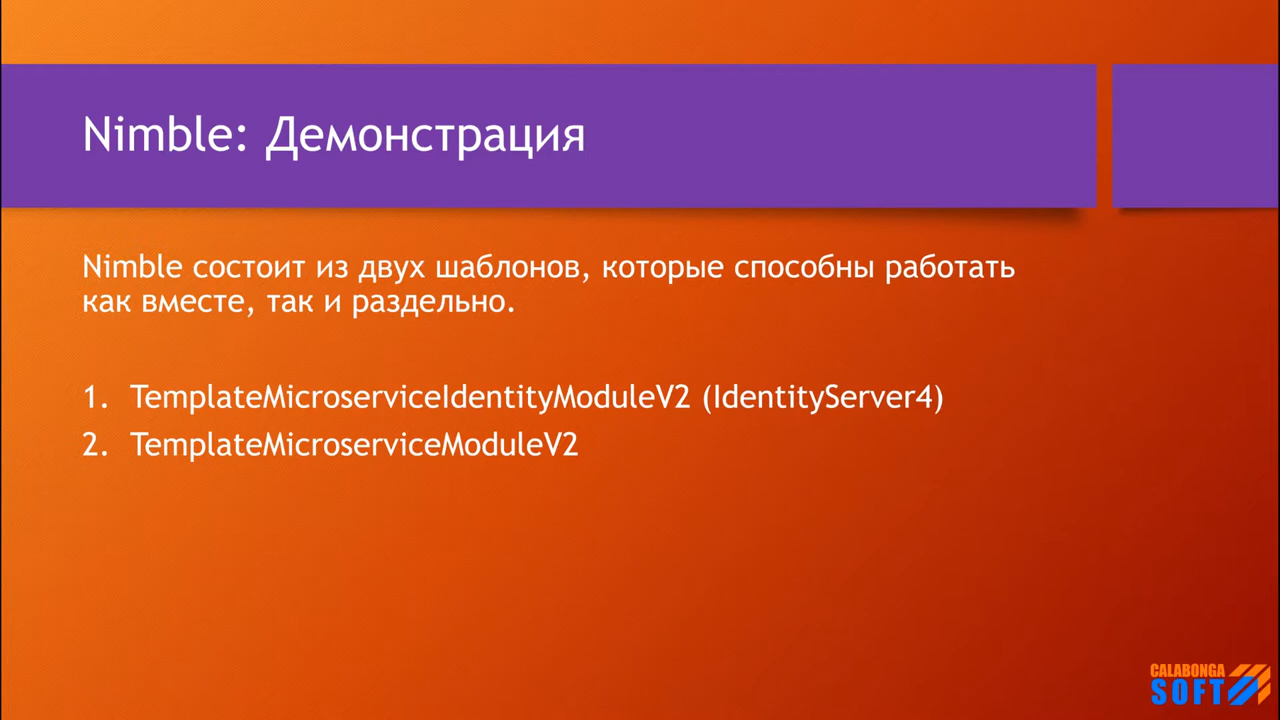 Nimble: Демонстрация
Nimble состоит из двух шаблонов, которые способны работать
как вместе, так и раздельно.
1. TemplateMicroserviceIdentityModuleV2 (IdentityServer4)
2. TemplateMicroserviceModuleV2
CALABONGA
SOFT